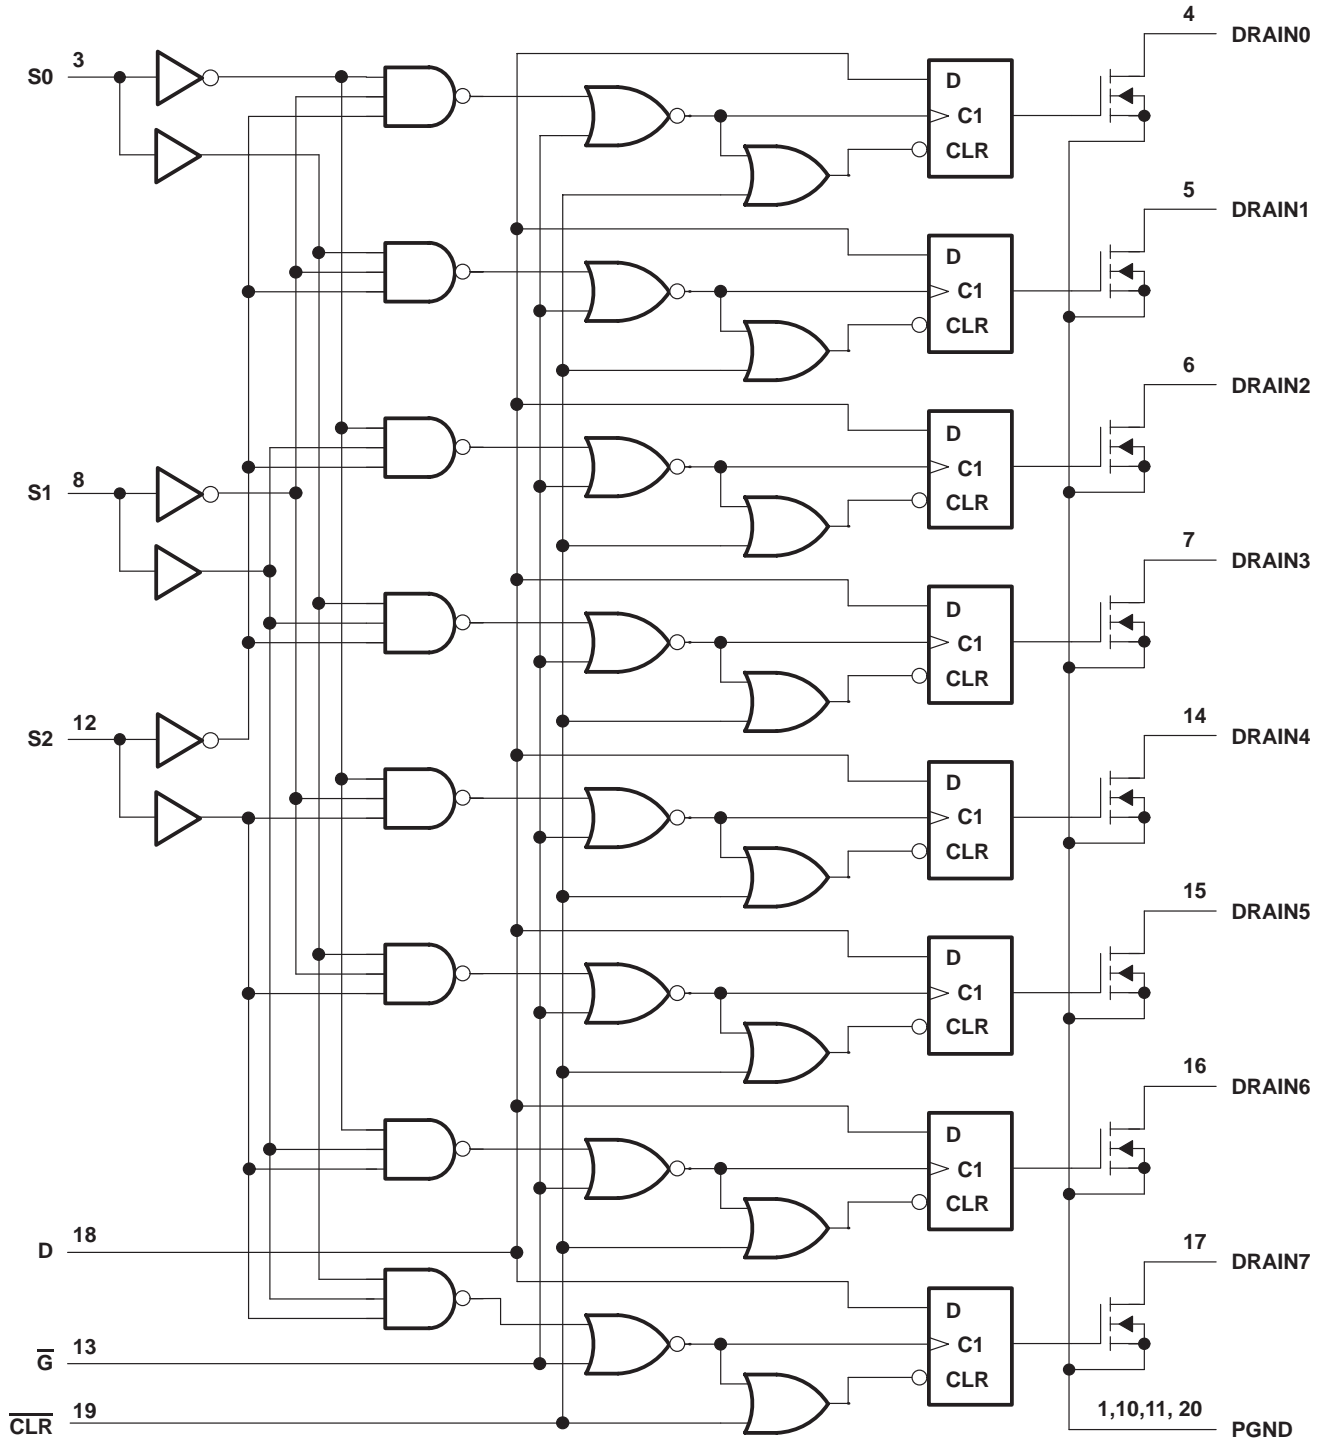 4
DRAIN0
3
S0
D
C1
CLR
5
DRAIN1
D
C1
CLR
6
DRAIN2
D
C1
CLR
8
S1
7
DRAIN3
D
C1
CLR
12
S2
14
DRAIN4
D
C1
CLR
15
DRAIN5
D
C1
CLR
16
DRAIN6
D
C1
CLR
18
D
17
DRAIN7
D
C1
CLR
13
G̅
19
C̅L̅R̅
1,10,11, 20
PGND